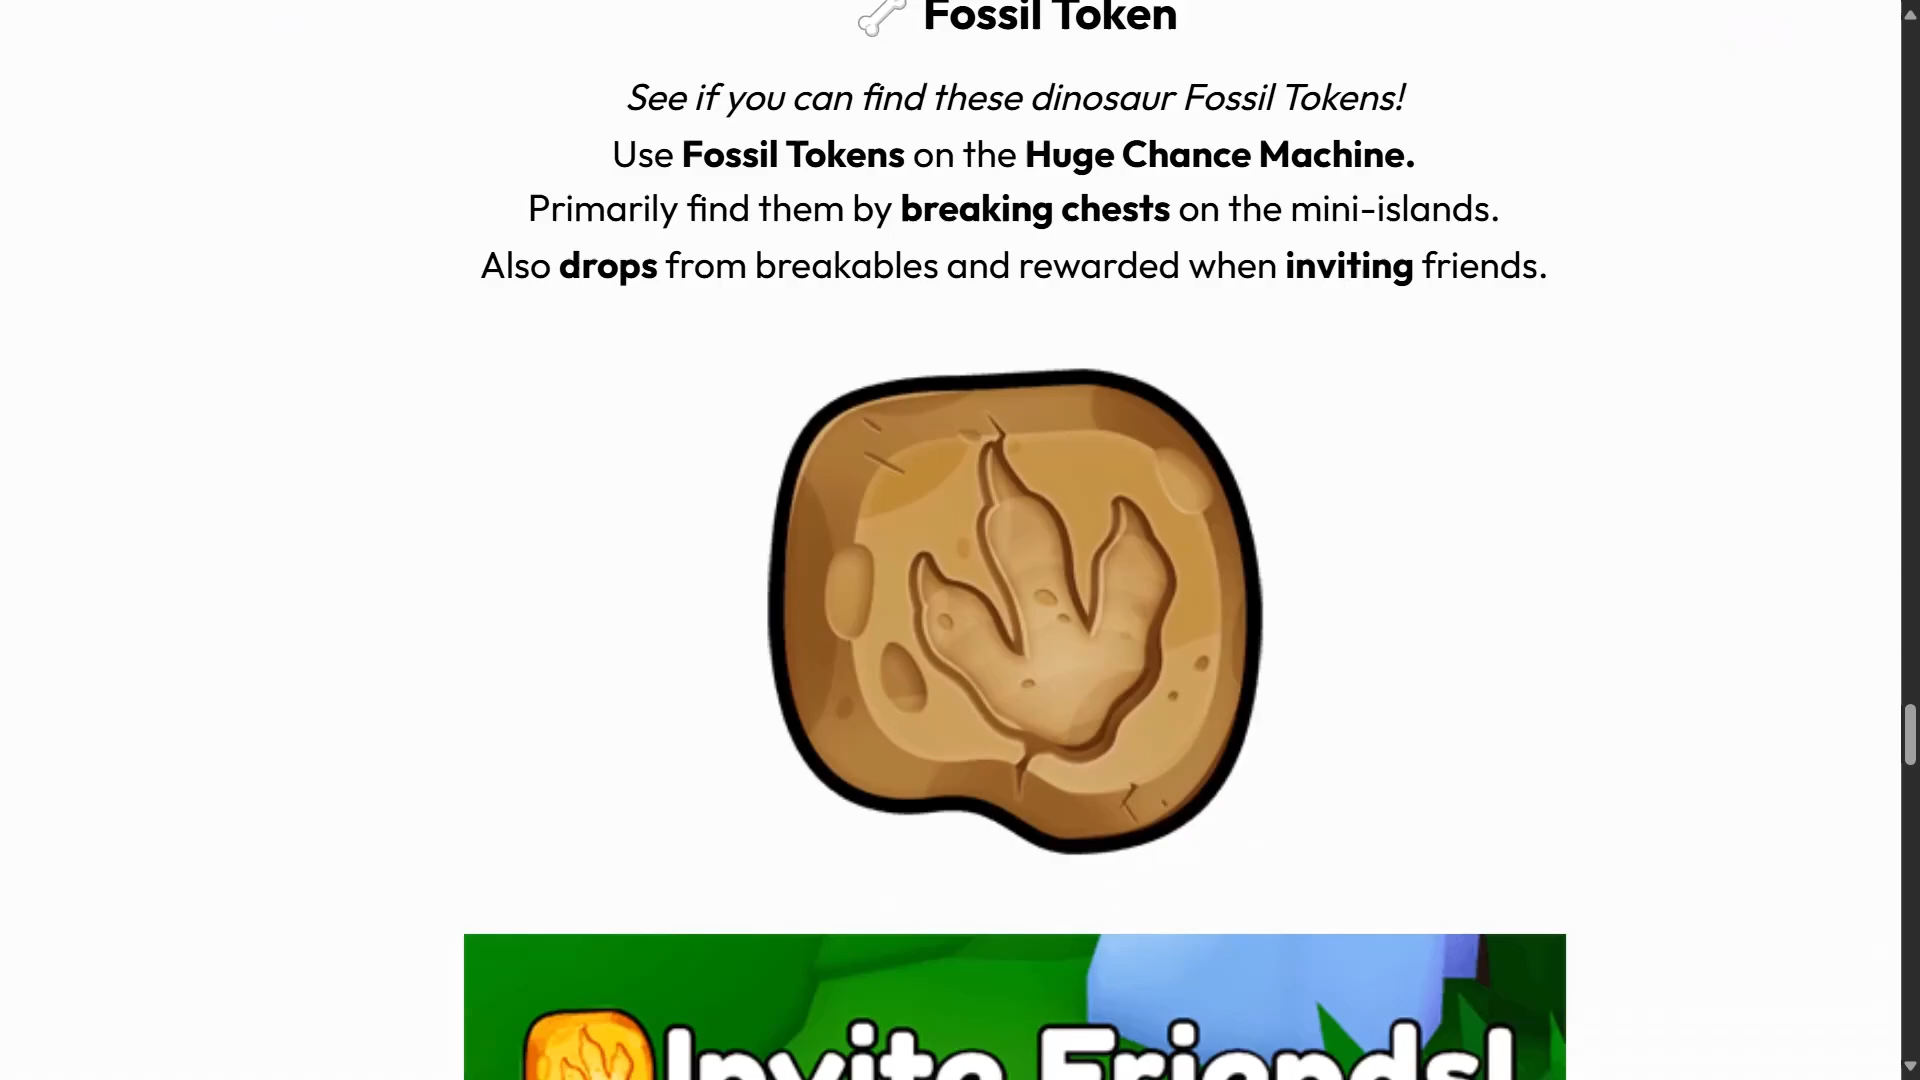 Fossil Token
See if you can find these dinosaur Fossil Tokens!
Use Fossil Tokens on the Huge Chance Machine.
Primarily find them by breaking chests on the mini-islands.
Also drops from breakables and rewarded when inviting friends.
Invite Friends!